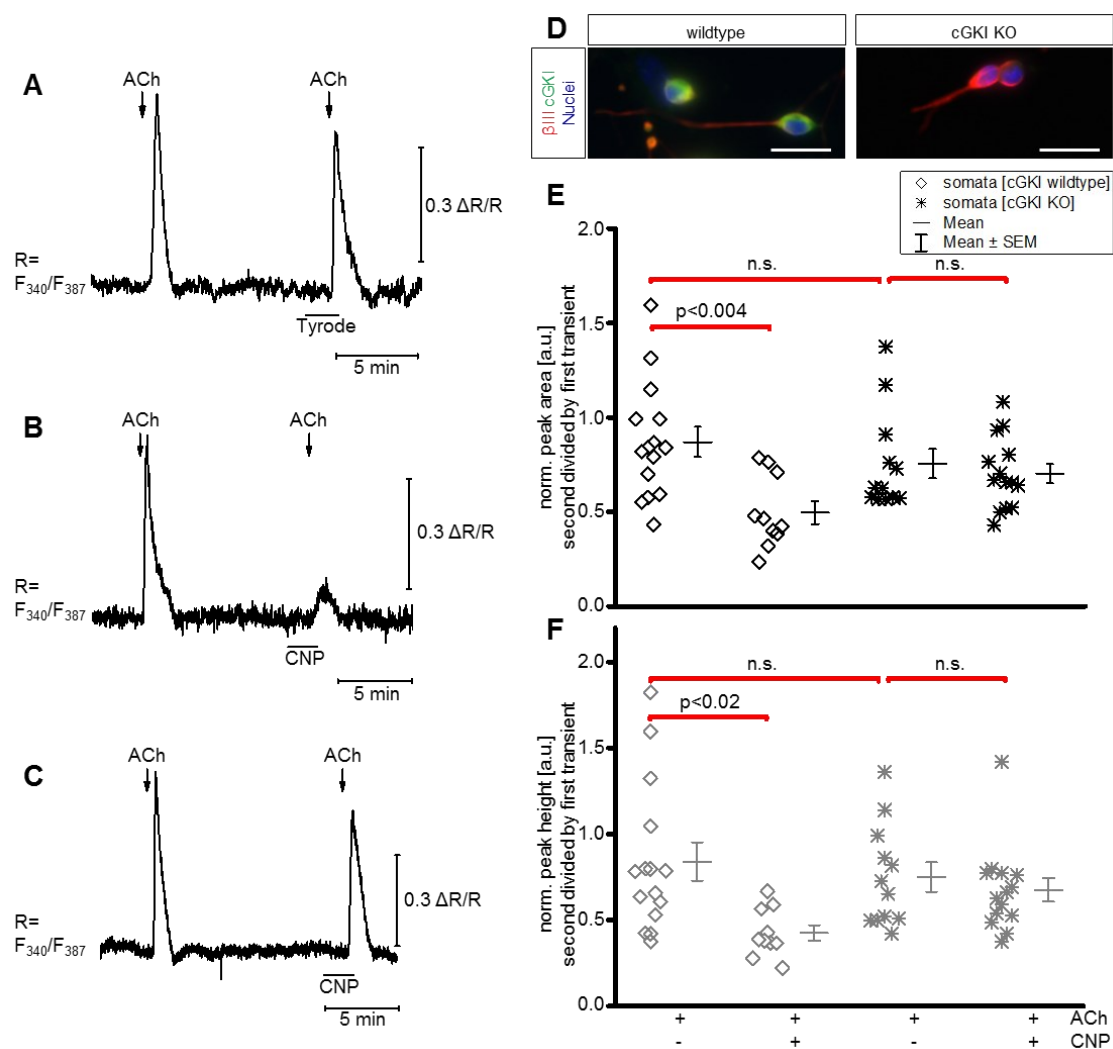 A
ACh
ACh
0.3 ΔR/R
R=
F340/F387
Tyrode
5 min
B
ACh
ACh
0.3 ΔR/R
R=
F340/F387
CNP
5 min
C
ACh
ACh
0.3 ΔR/R
R=
F340/F387
CNP
5 min
D
wildtype
cGKI KO
βIII cGKI
Nuclei
E
somata [cGKI wildtype]
somata [cGKI KO]
Mean
Mean ± SEM
norm. peak area [a.u.]
second divided by first transient
2.0
1.5
1.0
0.5
0.0
n.s.
n.s.
p<0.004
F
norm. peak height [a.u.]
second divided by first transient
2.0
1.5
1.0
0.5
0.0
n.s.
n.s.
p<0.02
+ + + + ACh
- + - + CNP